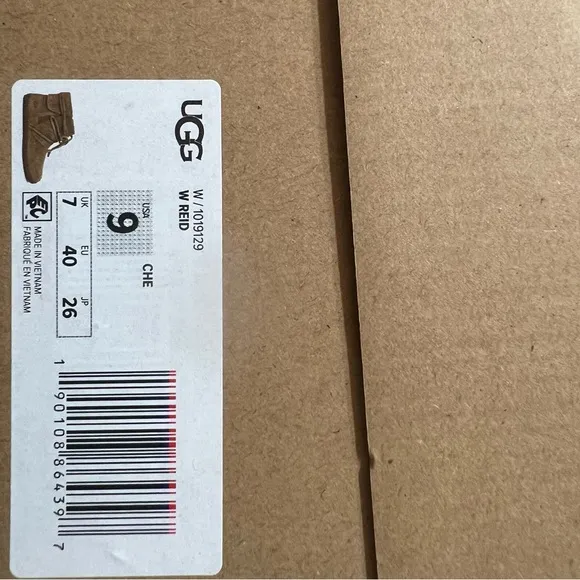 UGG
W / 1019129
W REID
CHE
USA
9
UK EU JP
7 40 26
MADE IN VIETNAM
FABRIQUÉ EN VIETNAM
1 90108 86439 7